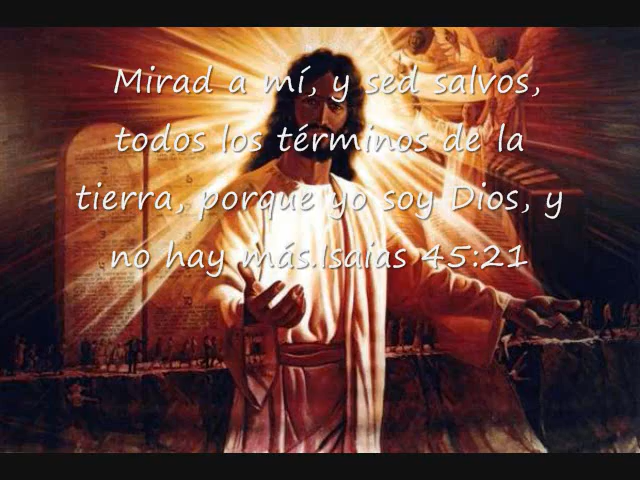 Mirad a mí, y sed salvos,
todos los términos de la
tierra, porque yo soy Dios, y
no hay más.Isaias 45:21